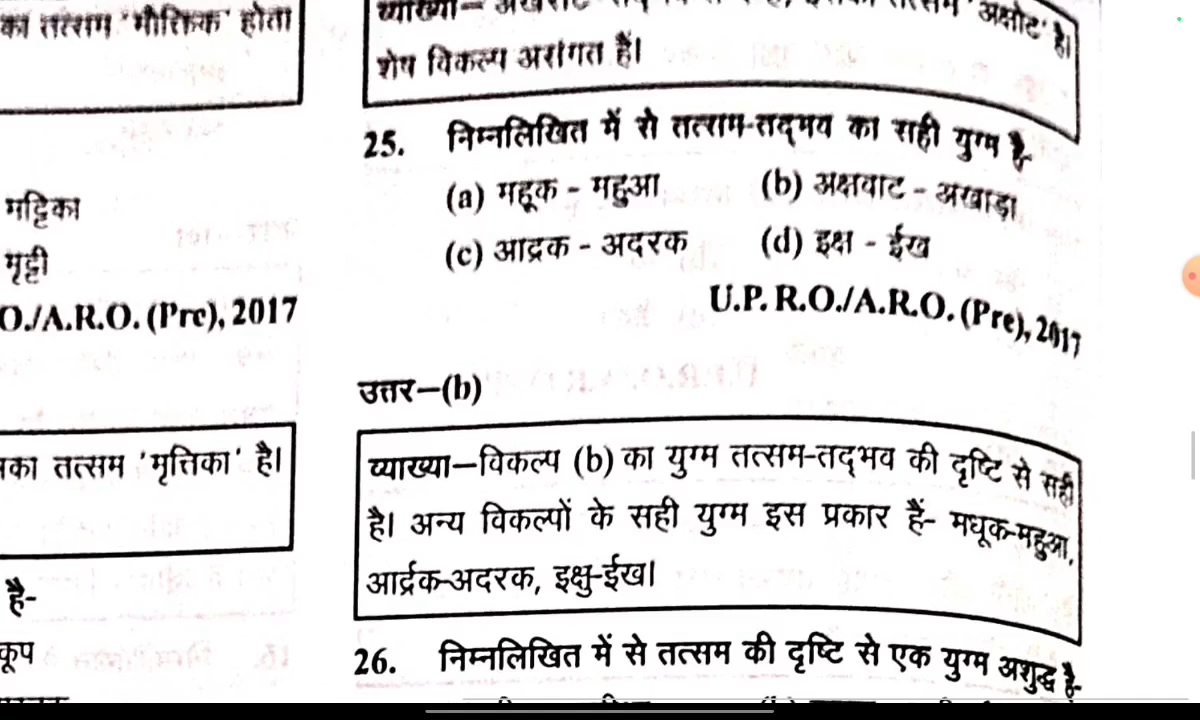 का तत्सम 'मौक्तिक' होता
मट्टिका
मृट्टी
O./A.R.O. (Pre), 2017
का तत्सम 'मृत्तिका' है।
है-
कूप
व्याख्या— 'अक्षोट' है।
शेष विकल्प असंगत हैं।
25. निम्नलिखित में से तत्सम-तद्भव का सही युग्म है-
(a) महूक - महुआ (b) अक्षवाट - अखाड़ा
(c) आद्रक - अदरक (d) इक्ष - ईख
U.P. R.O./A.R.O. (Pre), 2017
उत्तर—(b)
व्याख्या—विकल्प (b) का युग्म तत्सम-तद्भव की दृष्टि से सही
है। अन्य विकल्पों के सही युग्म इस प्रकार हैं- मधूक-महुआ,
आर्द्रक-अदरक, इक्षु-ईख।
26. निम्नलिखित में से तत्सम की दृष्टि से एक युग्म अशुद्ध है-